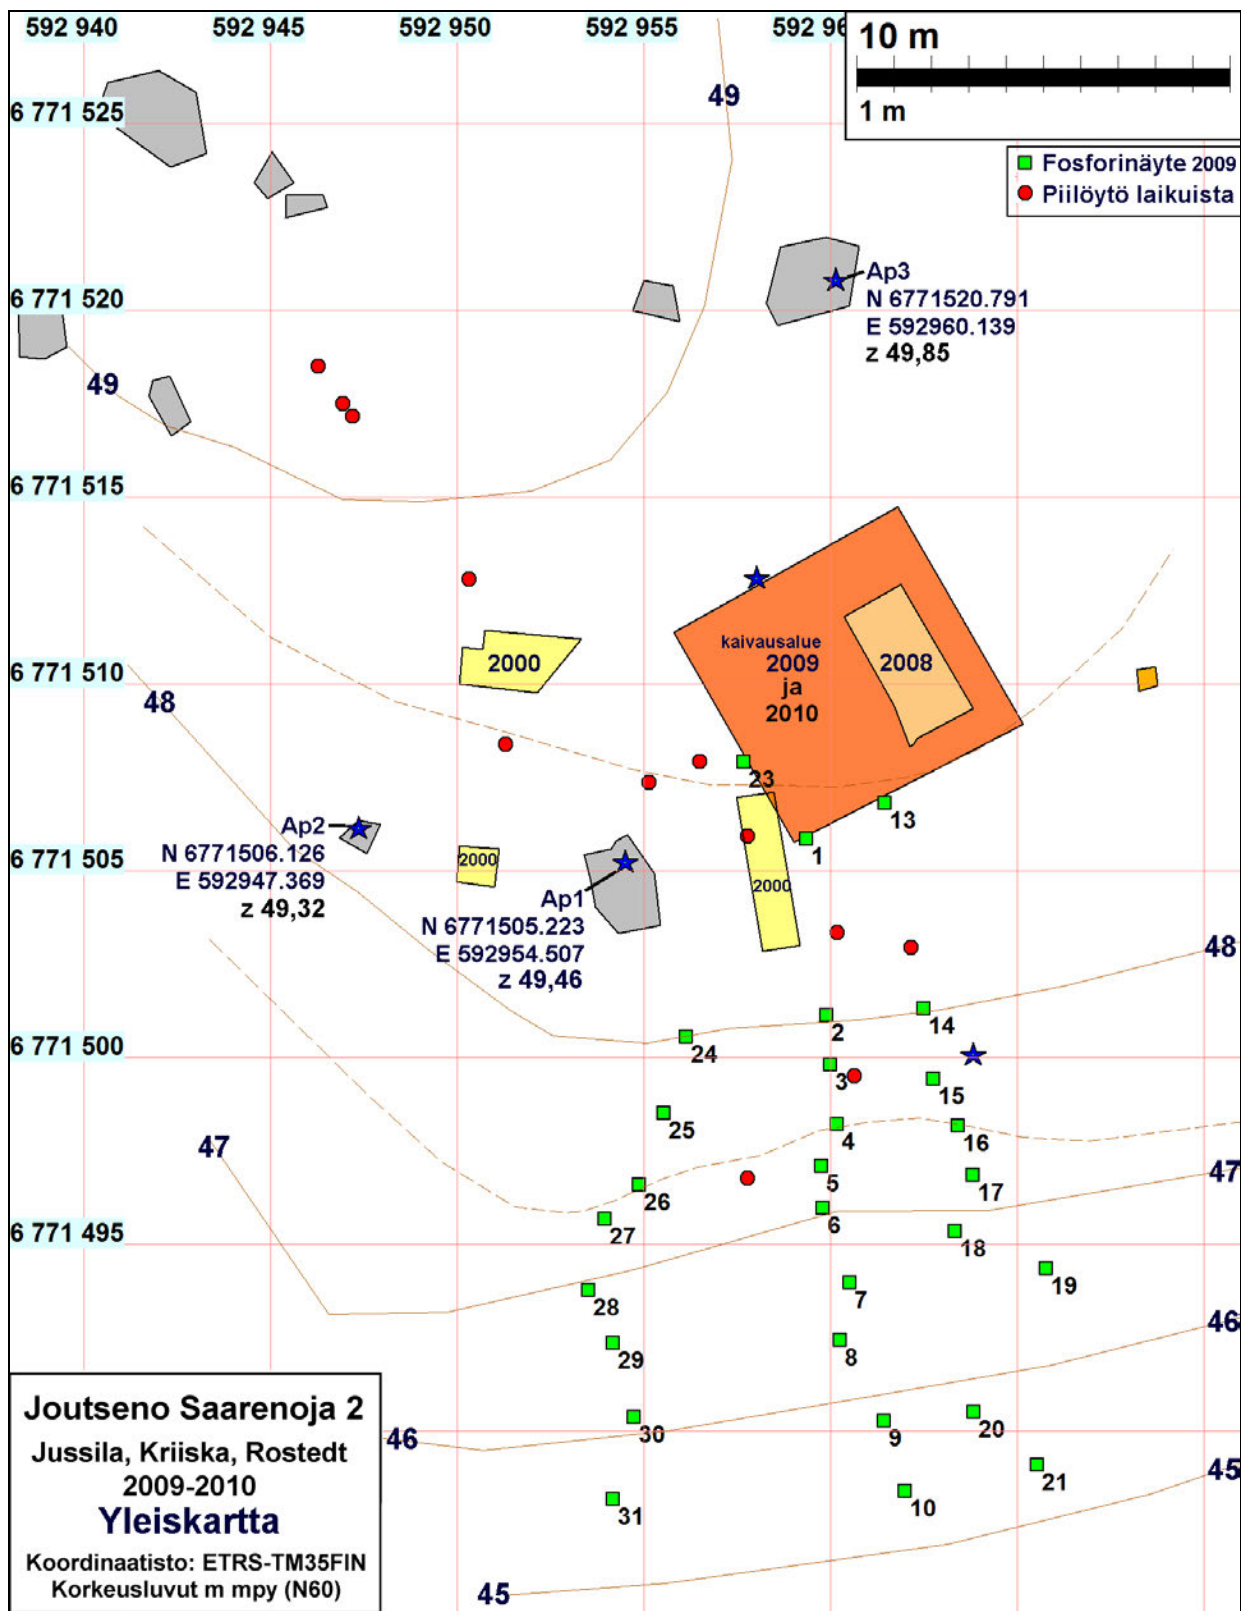 592 940
592 945
592 950
592 955
592 96
10 m
1 m
Fosforinäyte 2009
Piilöytö laikuista
6 771 525
49
Ap3
N 6771520.791
E 592960.139
z 49,85
6 771 520
49
6 771 515
kaivausalue
2009
ja
2010
2008
2000
6 771 510
48
23
13
1
Ap2
N 6771506.126
E 592947.369
z 49,32
2000
2000
6 771 505
Ap1
N 6771505.223
E 592954.507
z 49,46
48
14
2
24
6 771 500
3
15
25
4
16
47
5
17
47
26
6
27
18
6 771 495
19
7
28
46
8
29
20
9
30
46
21
45
10
31
45
Joutseno Saarenoja 2
Jussila, Kriiska, Rostedt
2009-2010
Yleiskartta
Koordinaatisto: ETRS-TM35FIN
Korkeusluvut m mpy (N60)